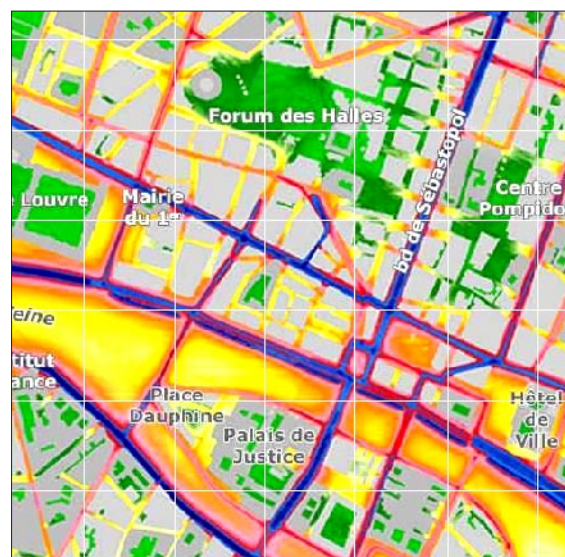 Forum des Halles
bd de Sébastopol
Louvre
Mairie
du 1er
Centre
Pompido
eine
titut
ance
Place
Dauphine
Palais de
Justice
Hôtel
de
Ville